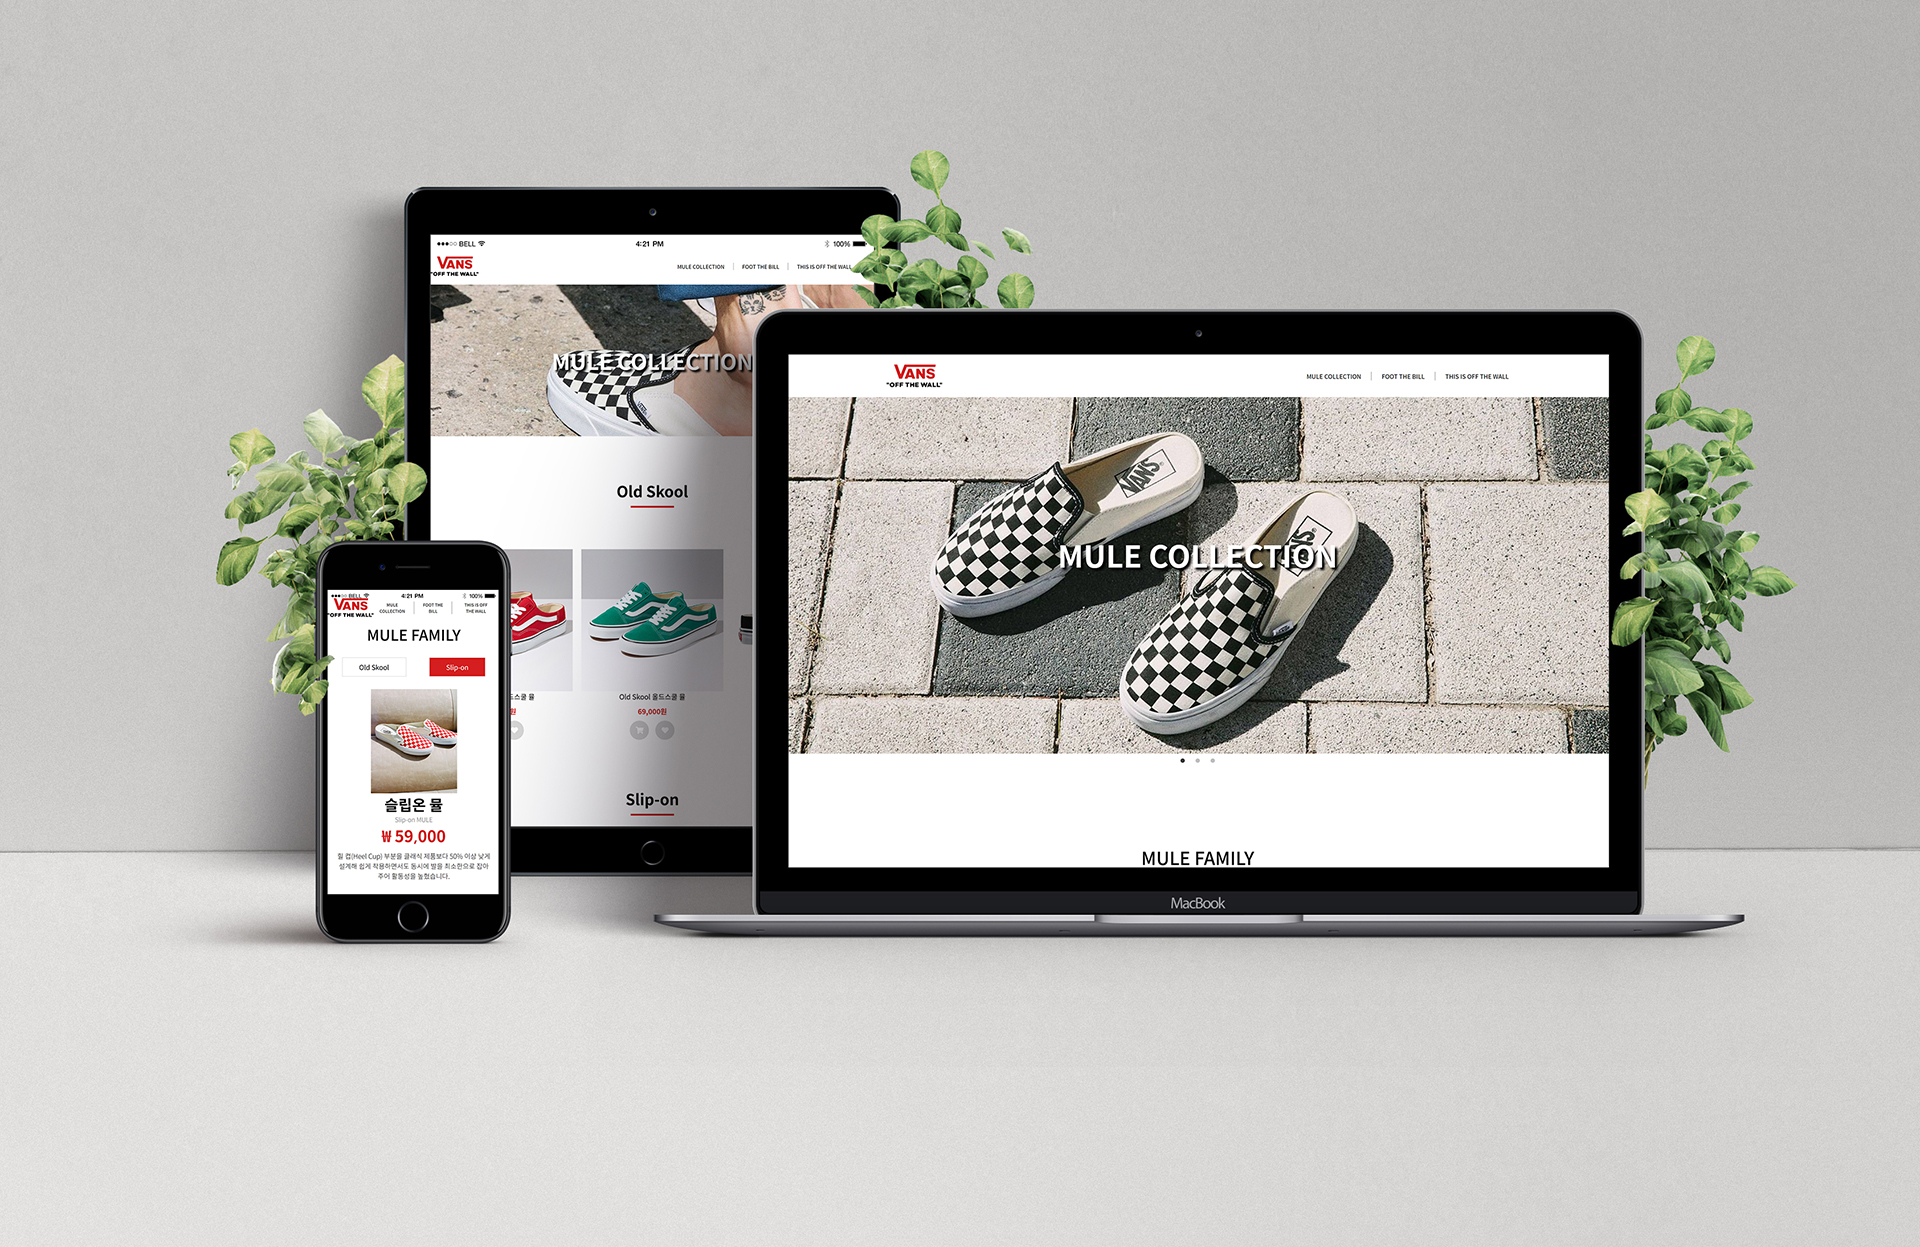 ●●●○○ BELL 4:21 PM 100%
VANS
"OFF THE WALL"
MULE COLLECTION | FOOT THE BILL | THIS IS OFF THE WALL
MULE COLLECTION
Old Skool
드스쿨 뮬
원
Old Skool 올드스쿨 뮬
69,000원
Slip-on
●●●○○ BELL 4:21 PM 100%
VANS
"OFF THE WALL"
MULE
COLLECTION
FOOT THE
BILL
THIS IS OFF
THE WALL
MULE FAMILY
Old Skool
Slip-on
슬립온 뮬
Slip-on MULE
₩ 59,000
힐 컵(Heel Cup) 부분을 클래식 제품보다 50% 이상 낮게
설계해 쉽게 착용하면서도 동시에 발을 최소한으로 잡아
주어 활동성을 높혔습니다.
VANS
"OFF THE WALL"
MULE COLLECTION | FOOT THE BILL | THIS IS OFF THE WALL
VANS
VANS
MULE COLLECTION
MULE FAMILY
MacBook